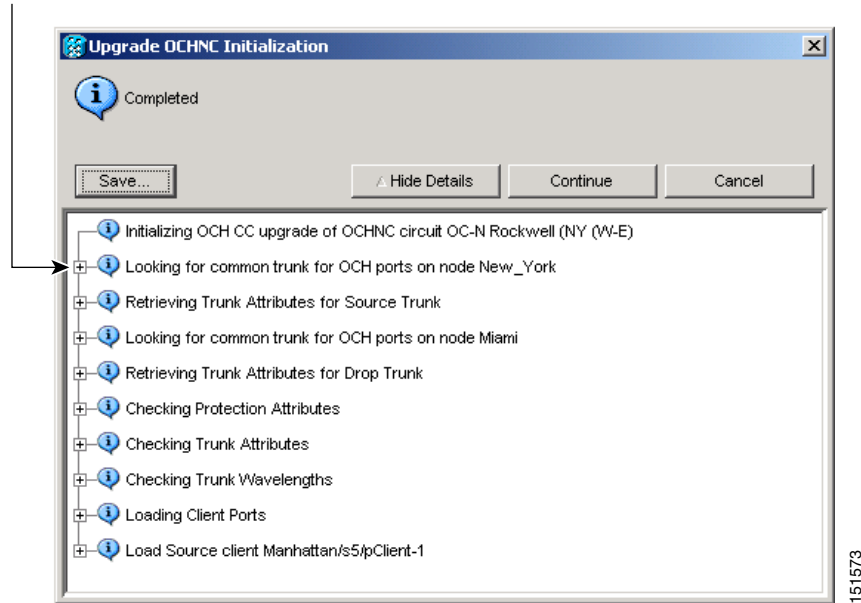 Upgrade OCHNC Initialization
Completed
Save...
Hide Details
Continue
Cancel
Initializing OCH CC upgrade of OCHNC circuit OC-N Rockwell (NY (W-E)
Looking for common trunk for OCH ports on node New_York
Retrieving Trunk Attributes for Source Trunk
Looking for common trunk for OCH ports on node Miami
Retrieving Trunk Attributes for Drop Trunk
Checking Protection Attributes
Checking Trunk Attributes
Checking Trunk Wavelengths
Loading Client Ports
Load Source client Manhattan/s5/pClient-1
151573